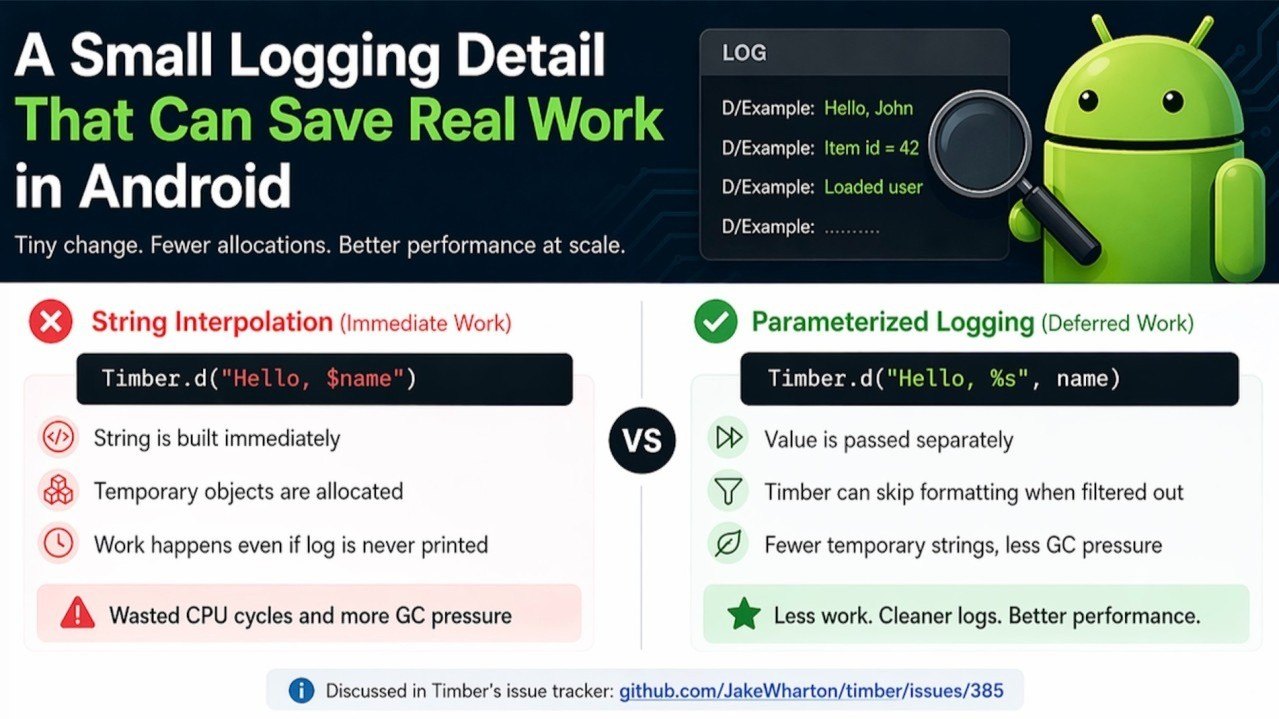 A Small Logging Detail
That Can Save Real Work
in Android
Tiny change. Fewer allocations. Better performance at scale.
LOG
D/Example: Hello, John
D/Example: Item id = 42
D/Example: Loaded user
D/Example: ..........
String Interpolation (Immediate Work)
Timber.d("Hello, $name")
</> String is built immediately
Temporary objects are allocated
Work happens even if log is never printed
Wasted CPU cycles and more GC pressure
VS
Parameterized Logging (Deferred Work)
Timber.d("Hello, %s", name)
Value is passed separately
Timber can skip formatting when filtered out
Fewer temporary strings, less GC pressure
Less work. Cleaner logs. Better performance.
i Discussed in Timber's issue tracker: github.com/JakeWharton/timber/issues/385